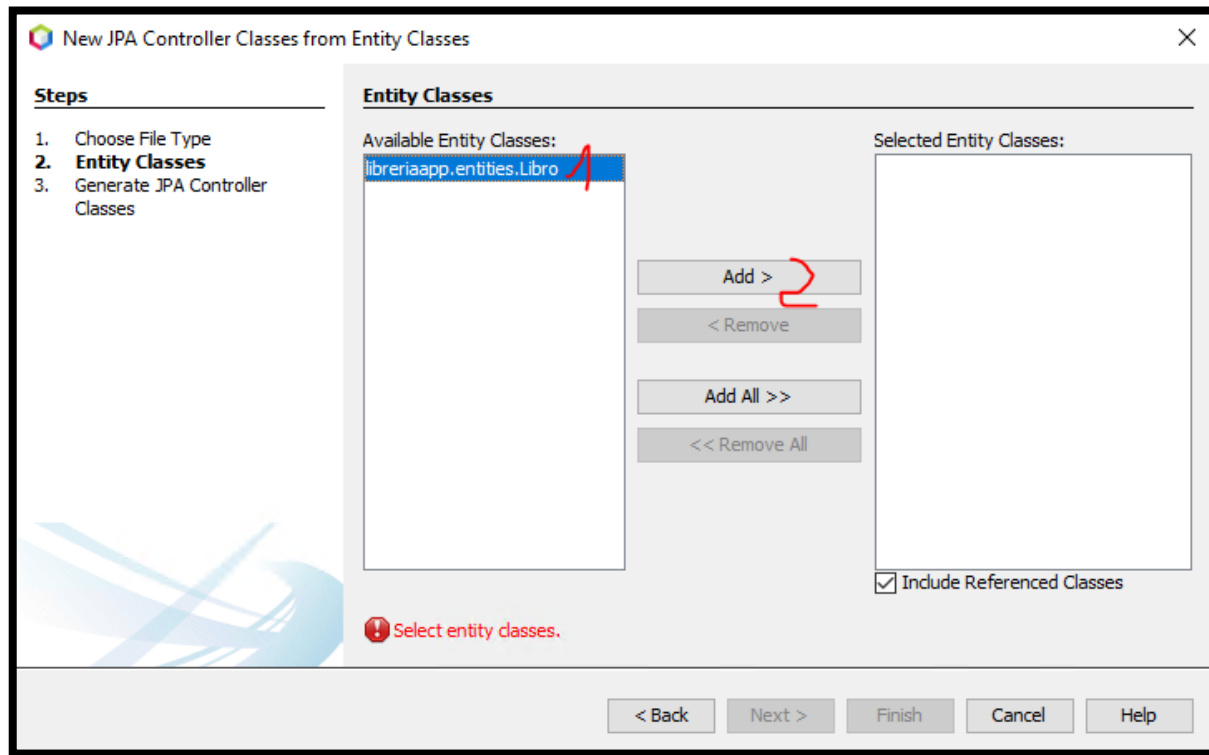 New JPA Controller Classes from Entity Classes
Steps
1. Choose File Type
2. Entity Classes
3. Generate JPA Controller
Classes
Entity Classes
Available Entity Classes:
libreriaapp.entities.Libro 1
Add > 2
< Remove
Add All >>
<< Remove All
Selected Entity Classes:
Include Referenced Classes
Select entity classes.
< Back
Next >
Finish
Cancel
Help